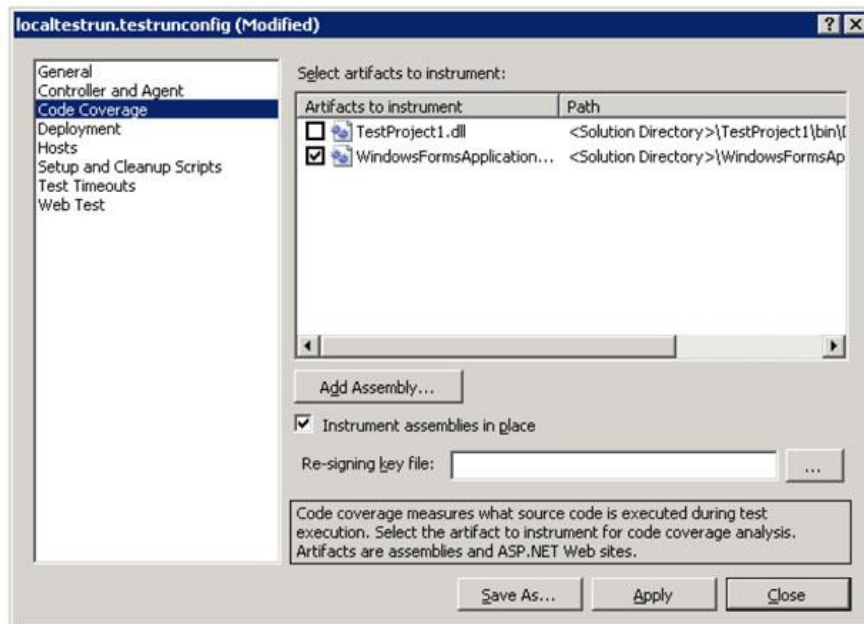 localtestrun.testrunconfig (Modified)
General
Controller and Agent
Code Coverage
Deployment
Hosts
Setup and Cleanup Scripts
Test Timeouts
Web Test
Select artifacts to instrument:
Artifacts to instrument Path
TestProject1.dll <Solution Directory>\TestProject1\bin\D
WindowsFormsApplication... <Solution Directory>\WindowsFormsAp
Add Assembly...
Instrument assemblies in place
Re-signing key file: ...
Code coverage measures what source code is executed during test
execution. Select the artifact to instrument for code coverage analysis.
Artifacts are assemblies and ASP.NET Web sites.
Save As... Apply Close